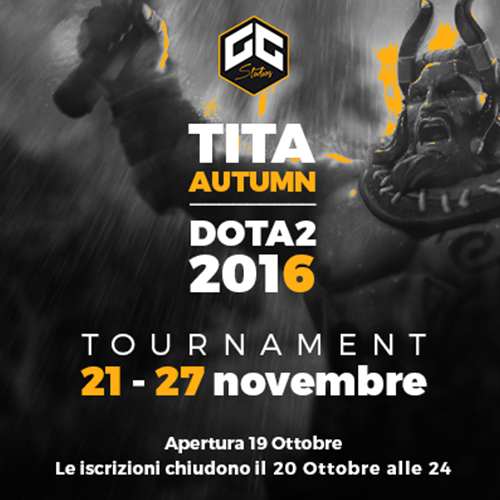 GG
Studios
TITA
AUTUMN
DOTA2
2016
TOURNAMENT
21 - 27 novembre
Apertura 19 Ottobre
Le iscrizioni chiudono il 20 Ottobre alle 24